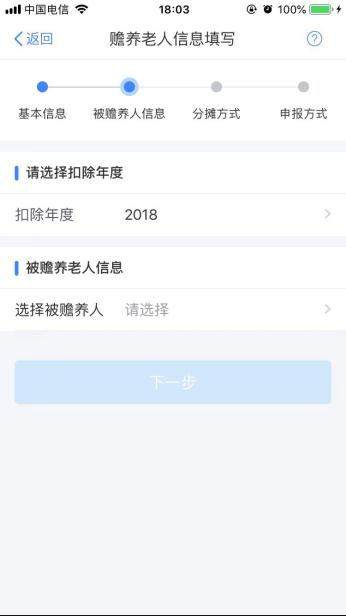 中国电信 18:03 100%
返回 赡养老人信息填写 ?
基本信息 被赡养人信息 分摊方式 申报方式
请选择扣除年度
扣除年度 2018
被赡养老人信息
选择被赡养人 请选择
下一步